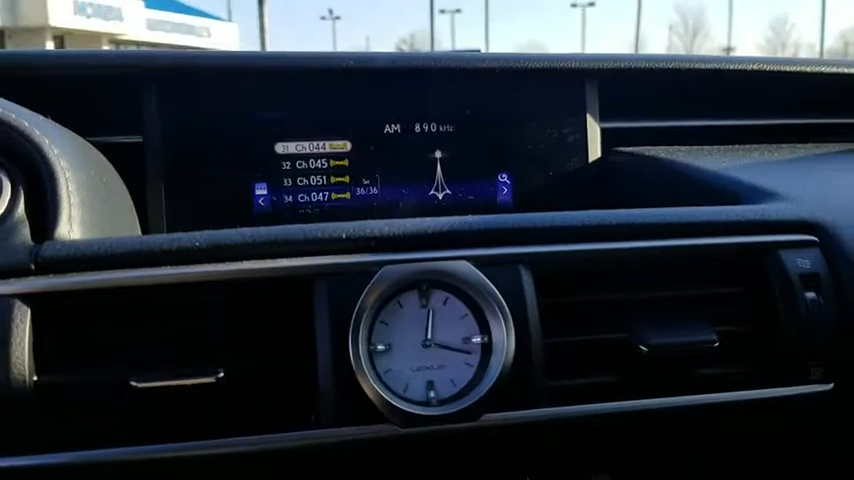 HONDA
AM 890 kHz
31 Ch 044
32 Ch 045
33 Ch 051
34 Ch 047
36/36
LEXUS